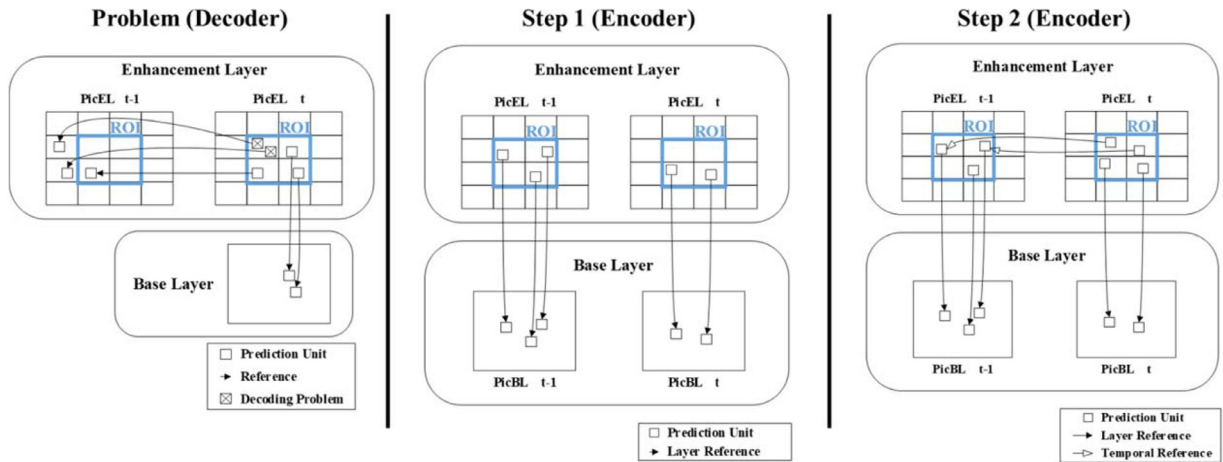 Problem (Decoder)
Enhancement Layer
PicEL t-1
PicEL t
ROI
ROI
Base Layer
Prediction Unit
Reference
Decoding Problem
Step 1 (Encoder)
Enhancement Layer
PicEL t-1
PicEL t
ROI
ROI
Base Layer
PicBL t-1
PicBL t
Prediction Unit
Layer Reference
Step 2 (Encoder)
Enhancement Layer
PicEL t-1
PicEL t
ROI
ROI
Base Layer
PicBL t-1
PicBL t
Prediction Unit
Layer Reference
Temporal Reference